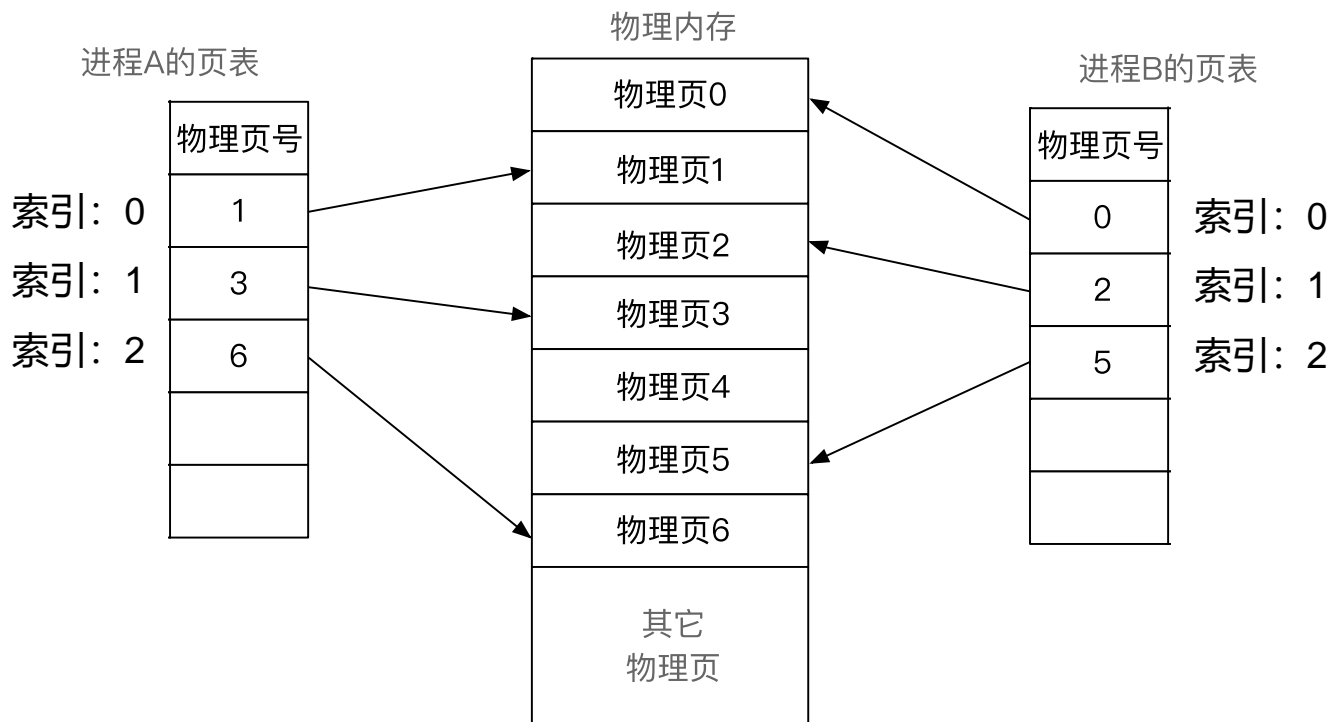 物理内存
进程A的页表
进程B的页表
物理页号
索引：0
1
索引：1
3
索引：2
6
物理页0
物理页1
物理页2
物理页3
物理页4
物理页5
物理页6
其它
物理页
物理页号
0
索引：0
2
索引：1
5
索引：2